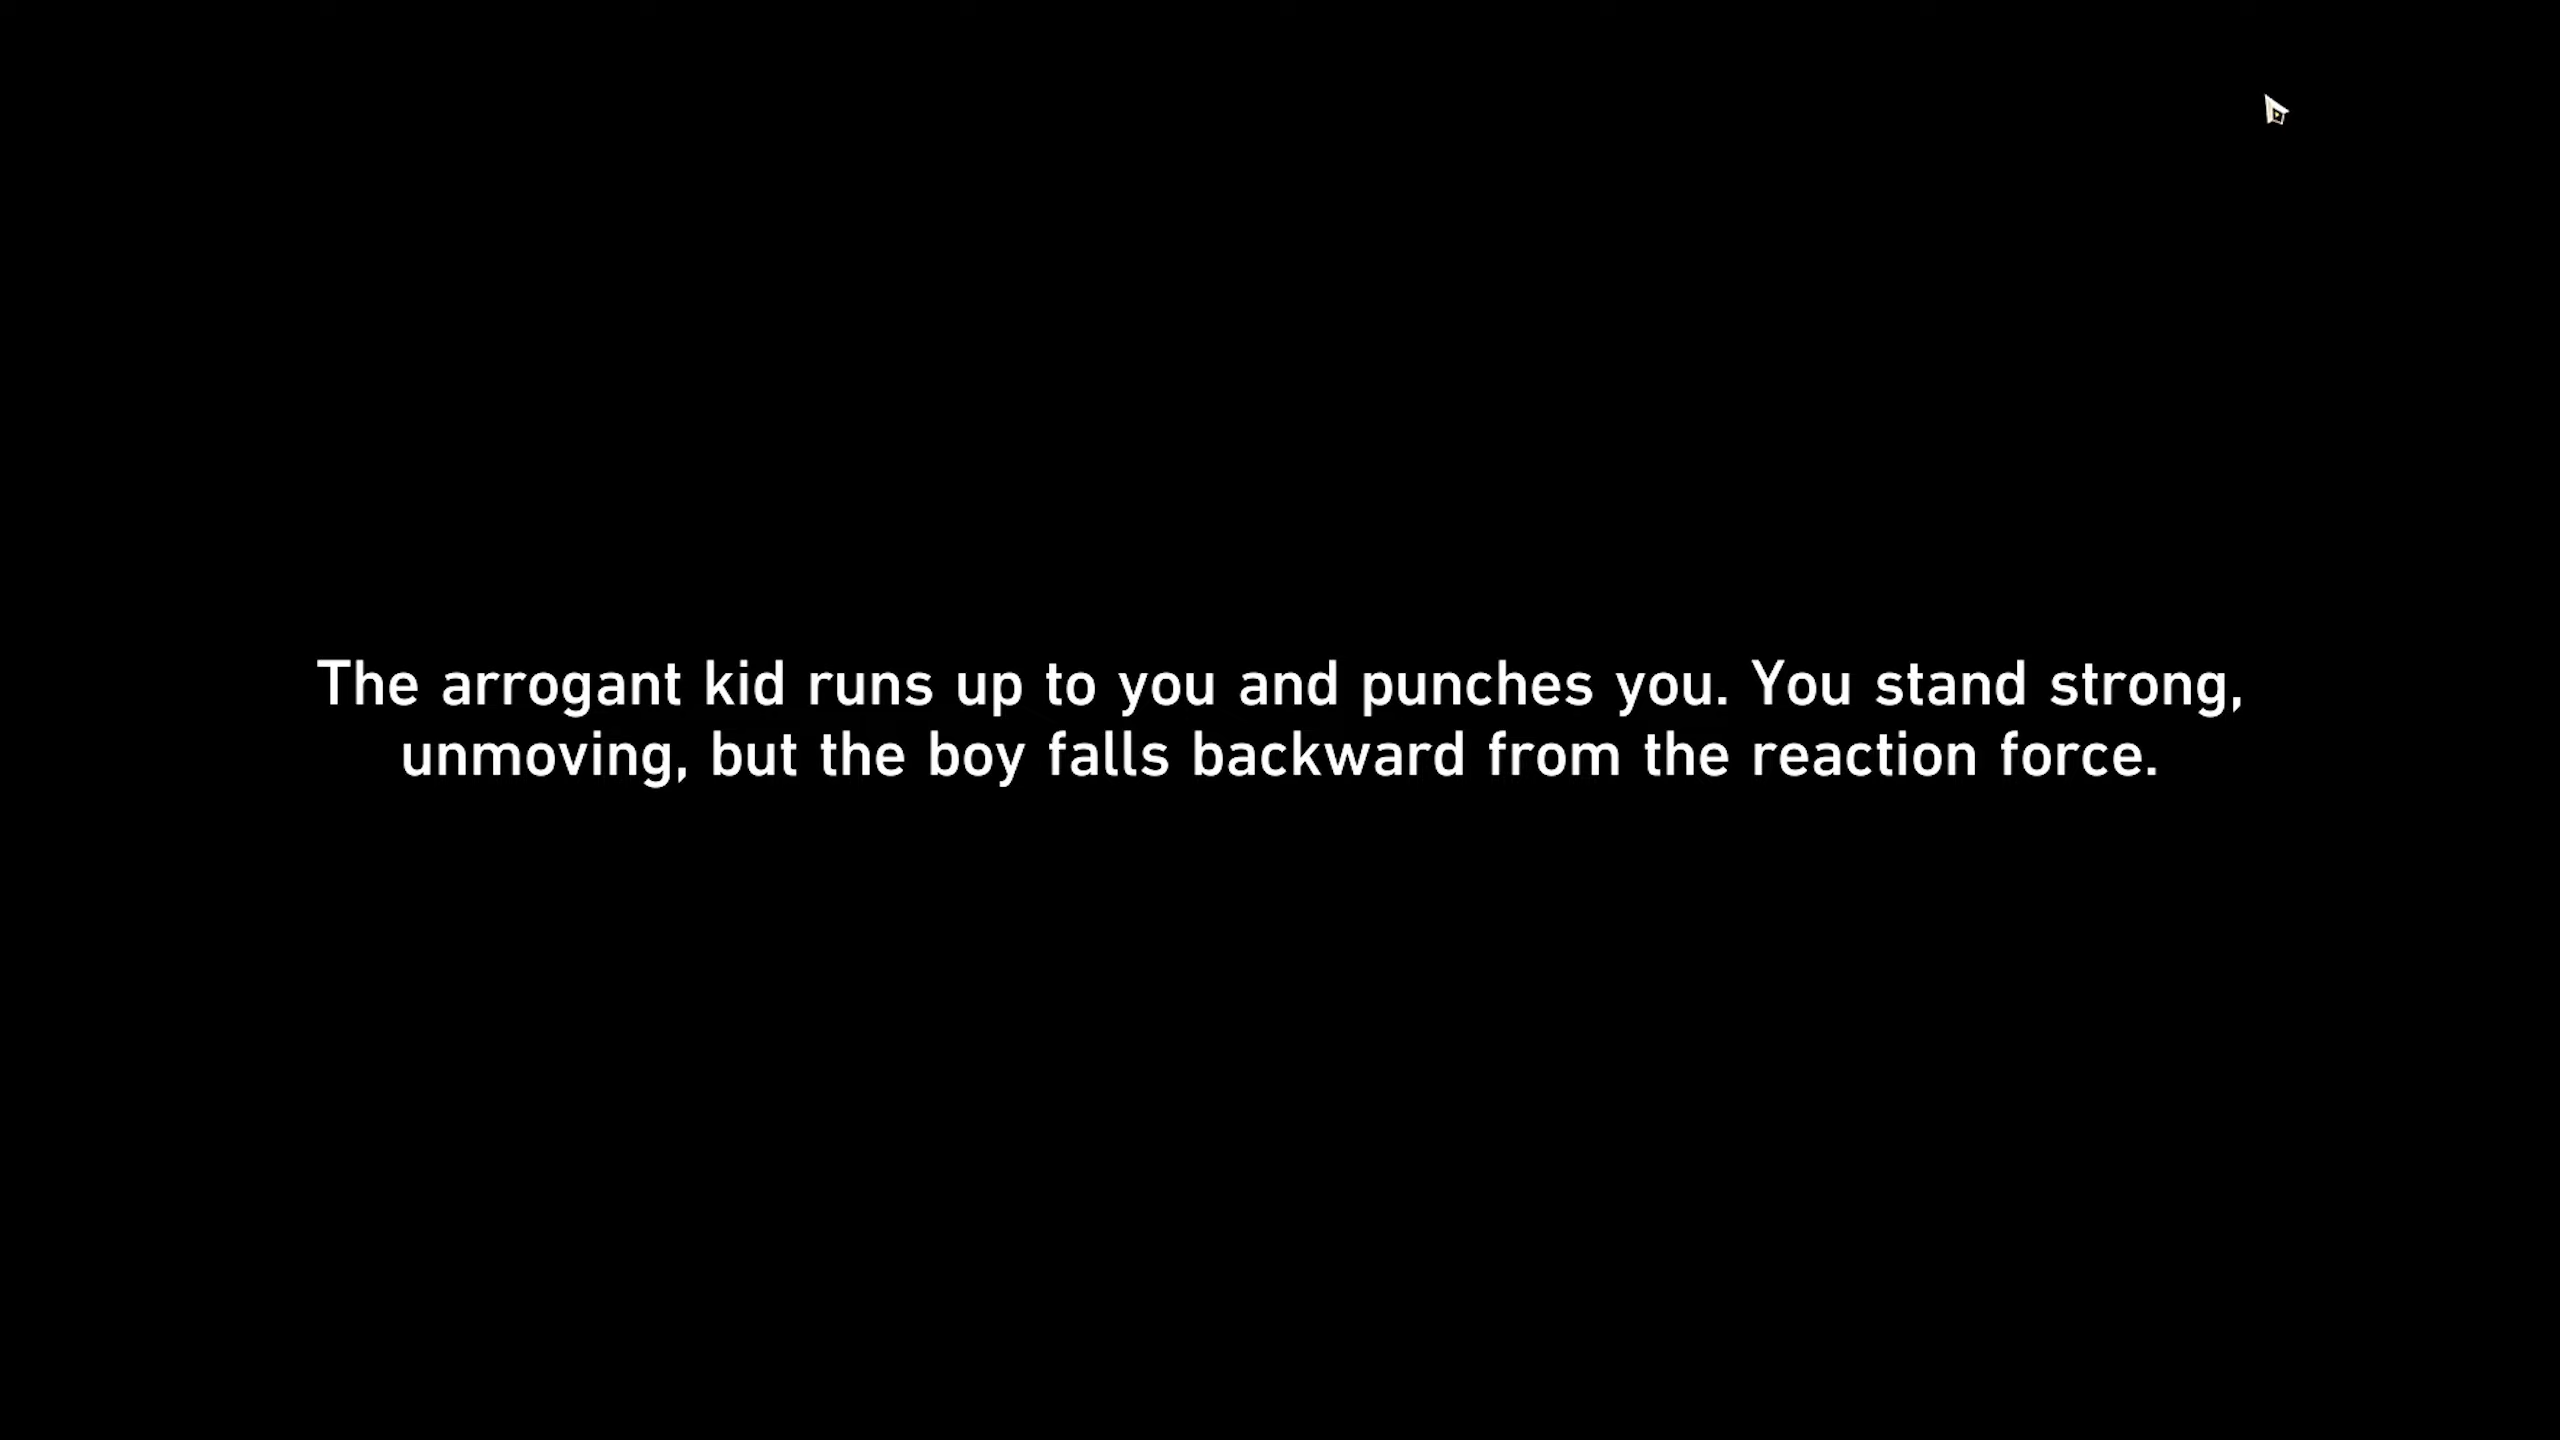 The arrogant kid runs up to you and punches you. You stand strong,
unmoving, but the boy falls backward from the reaction force.